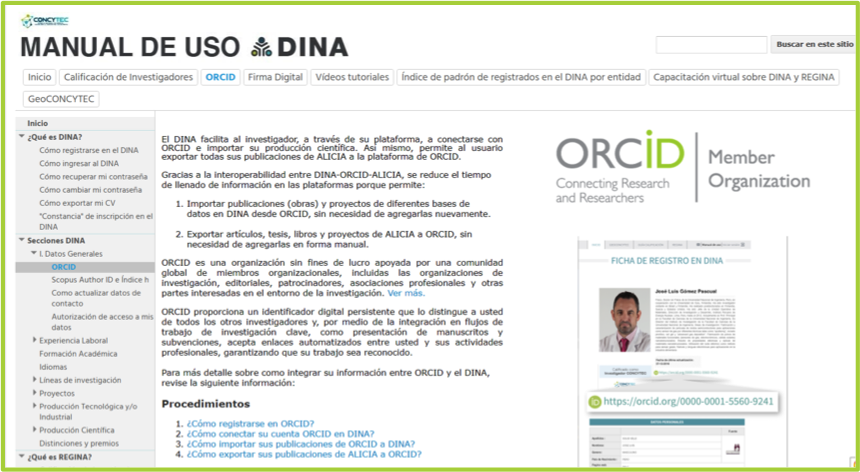 CONCYTEC
MANUAL DE USO DINA
Buscar en este sitio
Inicio
Calificación de Investigadores
ORCID
Firma Digital
Vídeos tutoriales
Índice de padrón de registrados en el DINA por entidad
Capacitación virtual sobre DINA y REGINA
GeoCONCYTEC
Inicio
¿Qué es DINA?
Cómo registrarse en el DINA
Cómo ingresar al DINA
Cómo recuperar mi contraseña
Cómo cambiar mi contraseña
Cómo exportar mi CV
"Constancia" de inscripción en el
DINA
Secciones DINA
I. Datos Generales
ORCID
Scopus Author ID e Índice h
Como actualizar datos de
contacto
Autorización de acceso a mis
datos
Experiencia Laboral
Formación Académica
Idiomas
Líneas de investigación
Proyectos
Producción Tecnológica y/o
Industrial
Producción Científica
Distinciones y premios
¿Qué es REGINA?
El DINA facilita al investigador, a través de su plataforma, a conectarse con
ORCID e importar su producción científica. Así mismo, permite al usuario
exportar todas sus publicaciones de ALICIA a la plataforma de ORCID.
Gracias a la interoperabilidad entre DINA-ORCID-ALICIA, se reduce el tiempo
de llenado de información en las plataformas porque permite:
1. Importar publicaciones (obras) y proyectos de diferentes bases de
datos en DINA desde ORCID, sin necesidad de agregarlas nuevamente.
2. Exportar artículos, tesis, libros y proyectos de ALICIA a ORCID, sin
necesidad de agregarlas en forma manual.
ORCID es una organización sin fines de lucro apoyada por una comunidad
global de miembros organizacionales, incluidas las organizaciones de
investigación, editoriales, patrocinadores, asociaciones profesionales y otras
partes interesadas en el entorno de la investigación. Ver más.
ORCID proporciona un identificador digital persistente que lo distingue a usted
de todos los otros investigadores y, por medio de la integración en flujos de
trabajo de investigación clave, como presentación de manuscritos y
subvenciones, acepta enlaces automatizados entre usted y sus actividades
profesionales, garantizando que su trabajo sea reconocido.
Para más detalle sobre como integrar su información entre ORCID y el DINA,
revise la siguiente información:
Procedimientos
1. ¿Cómo registrarse en ORCID?
2. ¿Cómo conectar su cuenta ORCID en DINA?
3. ¿Cómo importar sus publicaciones de ORCID a DINA?
4. ¿Cómo exportar sus publicaciones de ALICIA a ORCID?
ORCID
Connecting Research
and Researchers
Member
Organization
FICHA DE REGISTRO EN DINA
José Luis Gómez Pascual
iD https://orcid.org/0000-0001-5560-9241